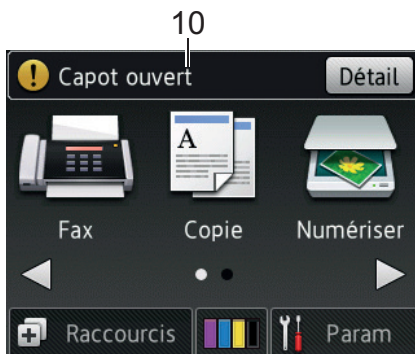 10
Capot ouvert Détail
A
Fax Copie Numériser
Raccourcis Param